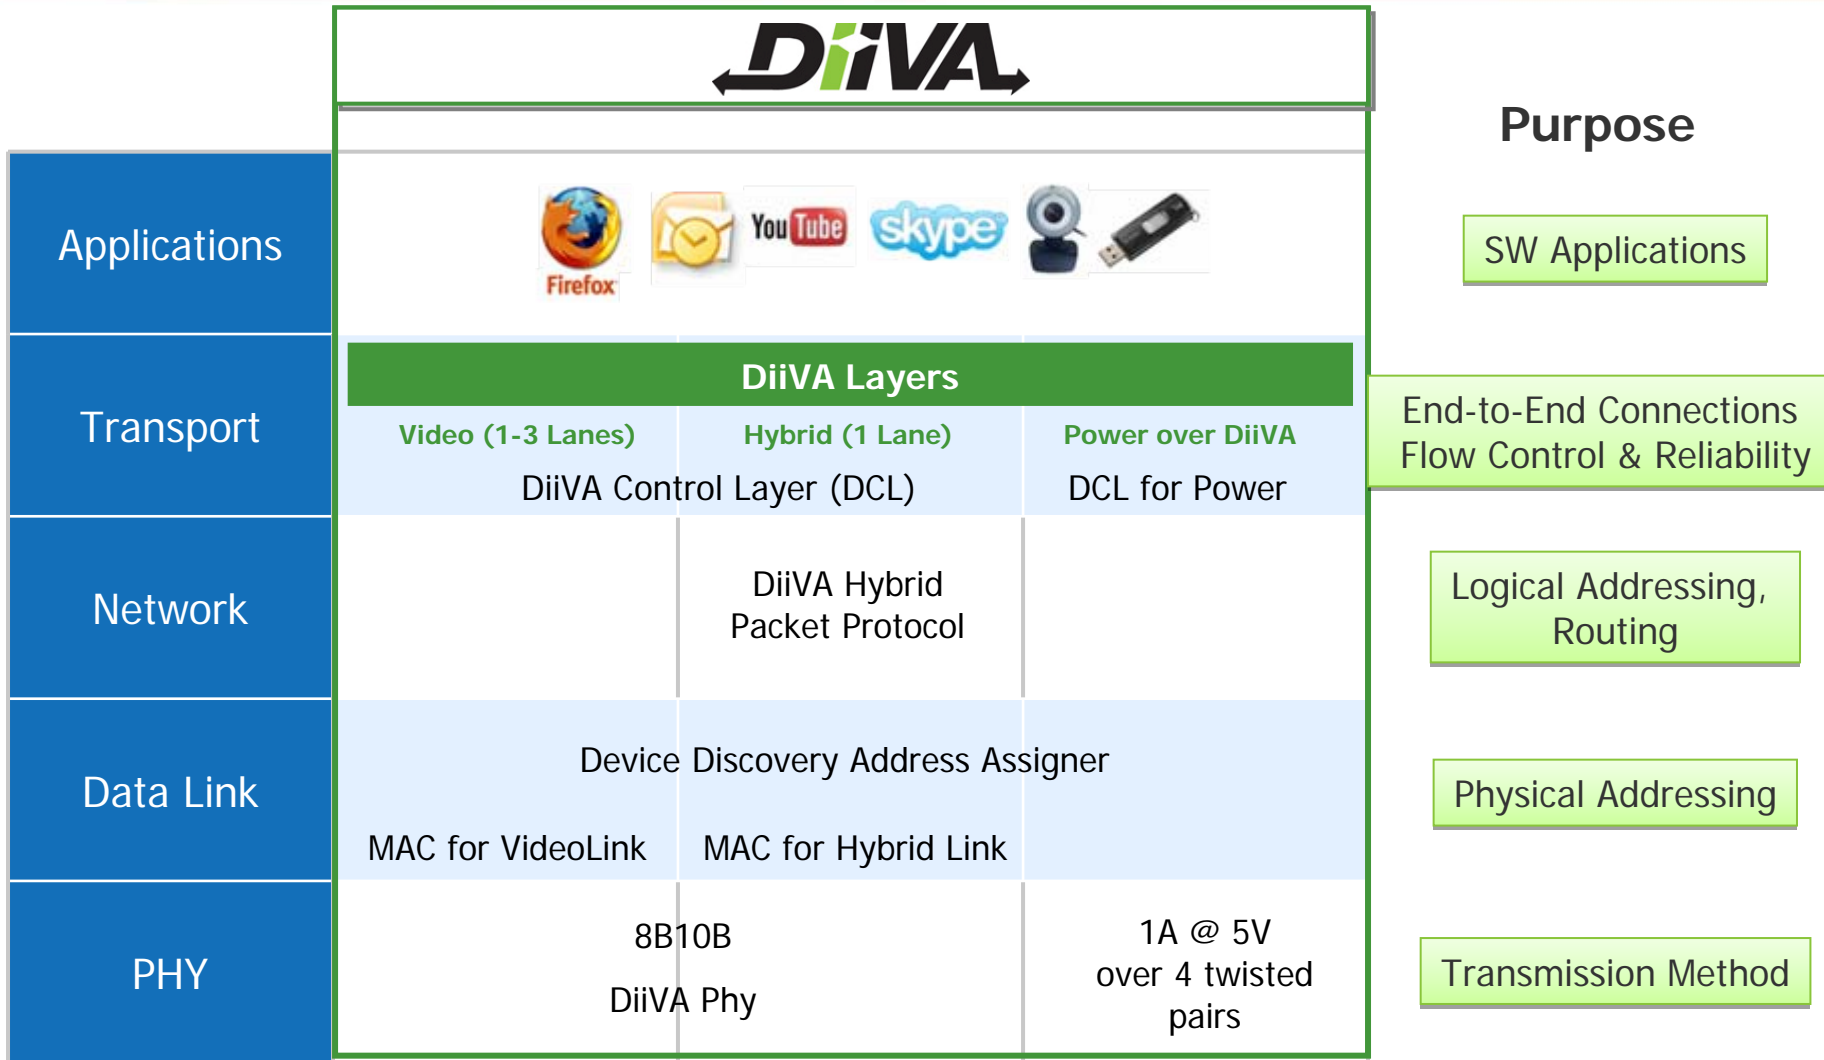 DiiVA
Purpose
Applications
Firefox
You Tube
skype
SW Applications
Transport
DiiVA Layers
Video (1-3 Lanes)
Hybrid (1 Lane)
Power over DiiVA
DiiVA Control Layer (DCL)
DCL for Power
End-to-End Connections
Flow Control & Reliability
Network
DiiVA Hybrid
Packet Protocol
Logical Addressing,
Routing
Data Link
Device Discovery Address Assigner
MAC for VideoLink
MAC for Hybrid Link
Physical Addressing
PHY
8B10B
DiiVA Phy
1A @ 5V
over 4 twisted
pairs
Transmission Method